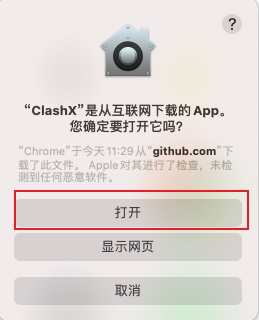 ?
“ClashX”是从互联网下载的 App。
您确定要打开它吗？
“Chrome”于今天 11:29 从“github.com”下
载了此文件。 Apple 对其进行了检查，未检
测到任何恶意软件。
打开
显示网页
取消